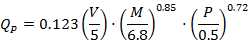 Q_P = 0.123 (V/5) · (M/6.8)^0.85 · (P/0.5)^0.72